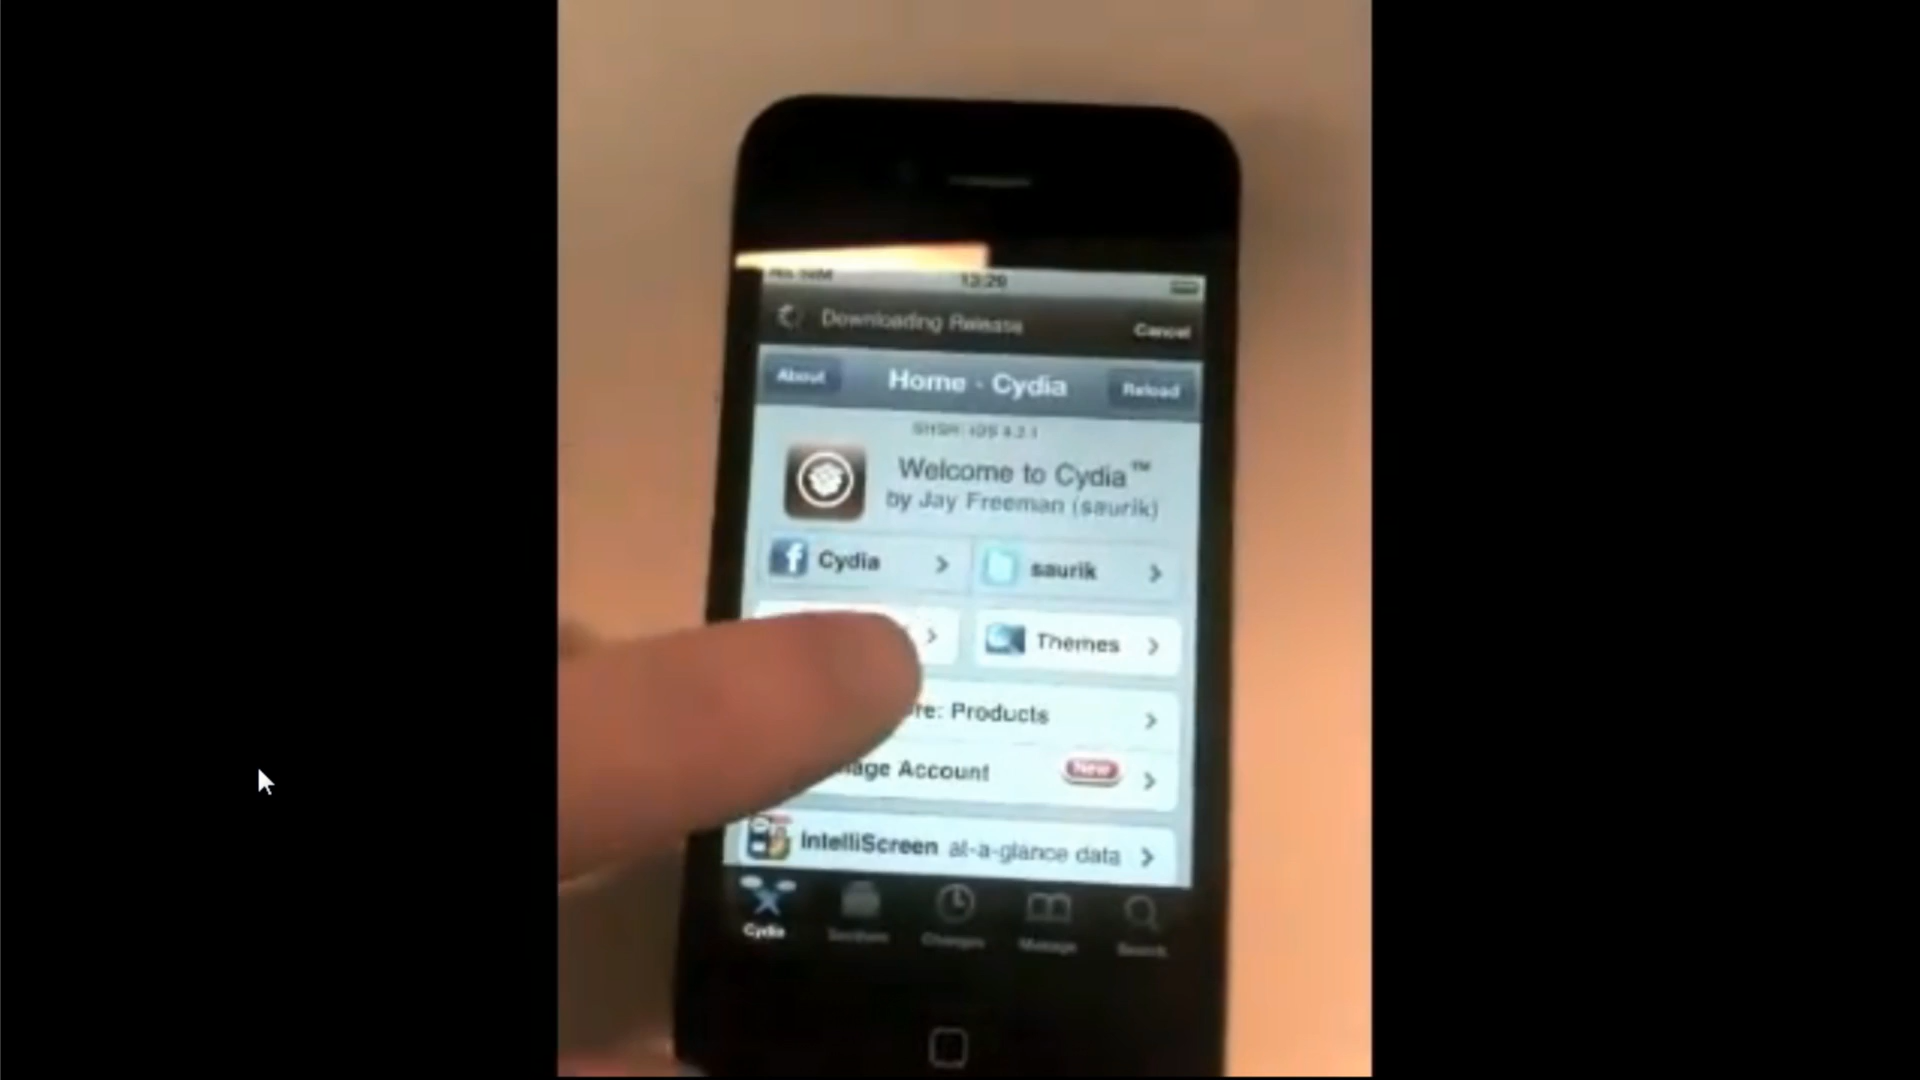 No SIM 13:29
Downloading Release Cancel
About Home - Cydia Reload
SHSH: iOS 4.2.1
Welcome to Cydia™
by Jay Freeman (saurik)
Cydia saurik
Themes
re: Products
age Account New
IntelliScreen at-a-glance data
Cydia Sections Changes Manage Search